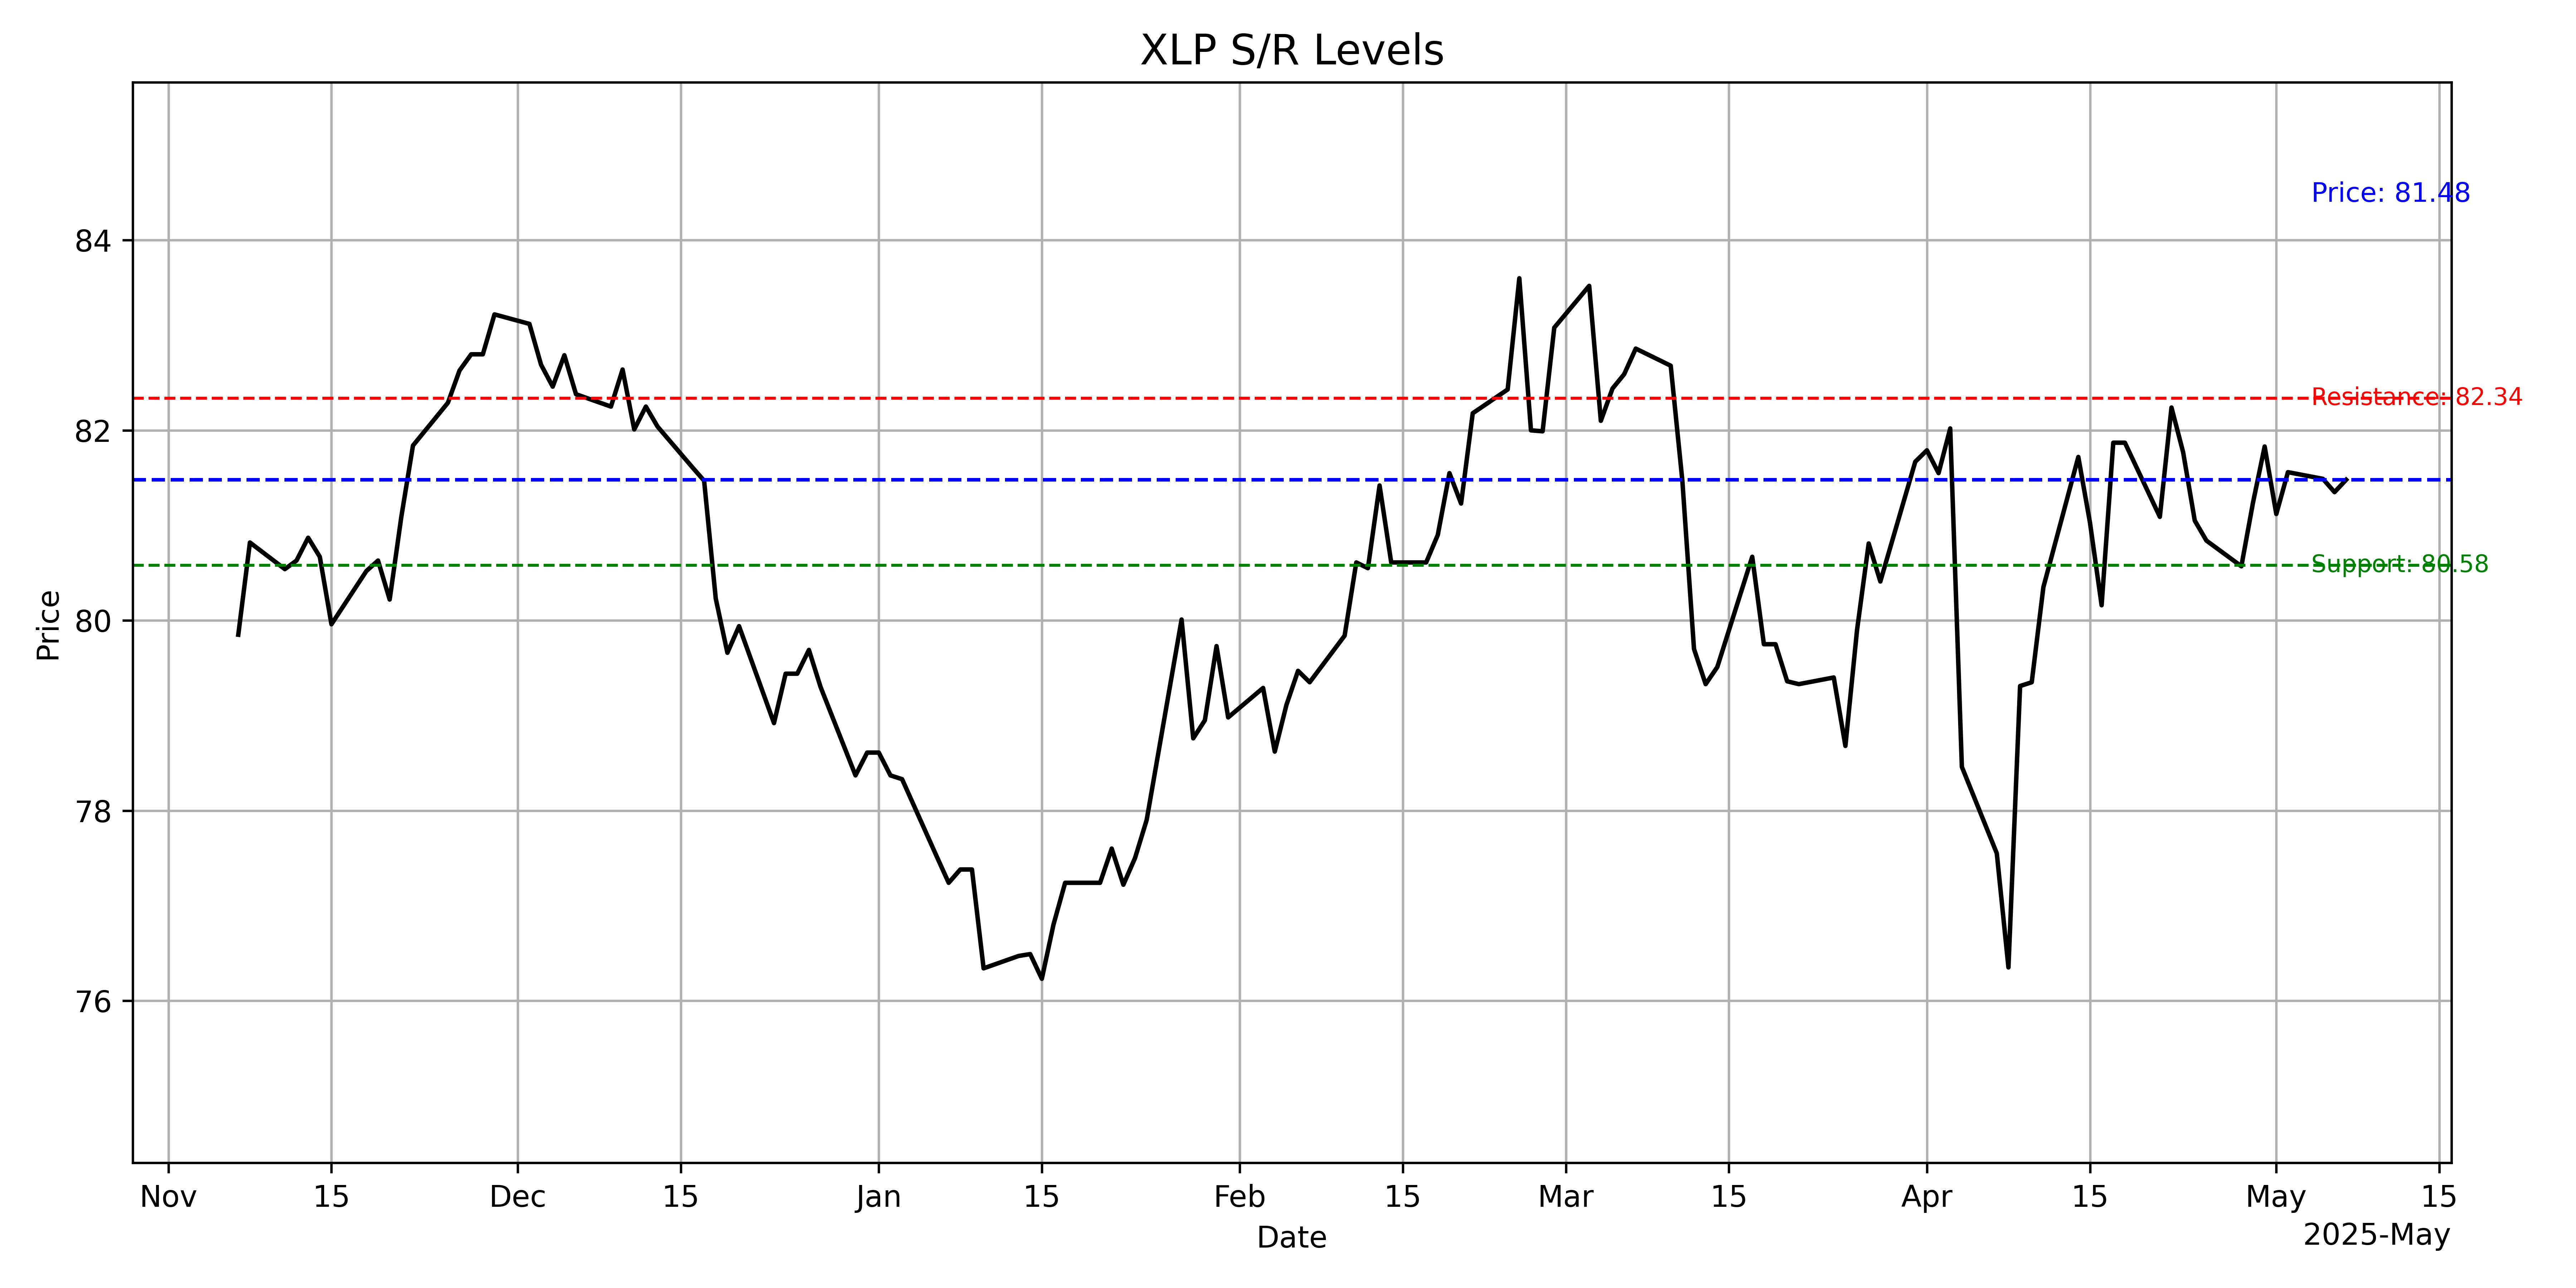 XLP S/R Levels
Price: 81.48
84
Resistance: 82.34
82
Support: 80.58
80
Price
78
76
Nov 15 Dec 15 Jan 15 Feb 15 Mar 15 Apr 15 May 15
Date
2025-May